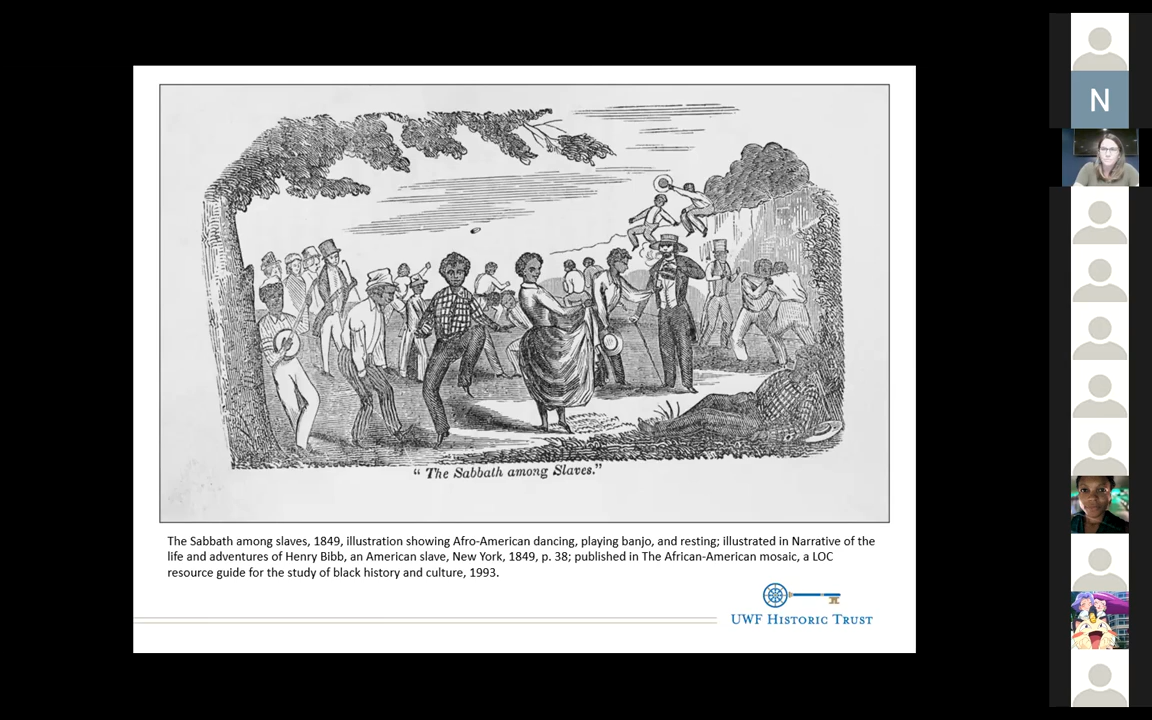 N
“ The Sabbath among Slaves.”
The Sabbath among slaves, 1849, illustration showing Afro-American dancing, playing banjo, and resting; illustrated in Narrative of the
life and adventures of Henry Bibb, an American slave, New York, 1849, p. 38; published in The African-American mosaic, a LOC
resource guide for the study of black history and culture, 1993.
UWF HISTORIC TRUST